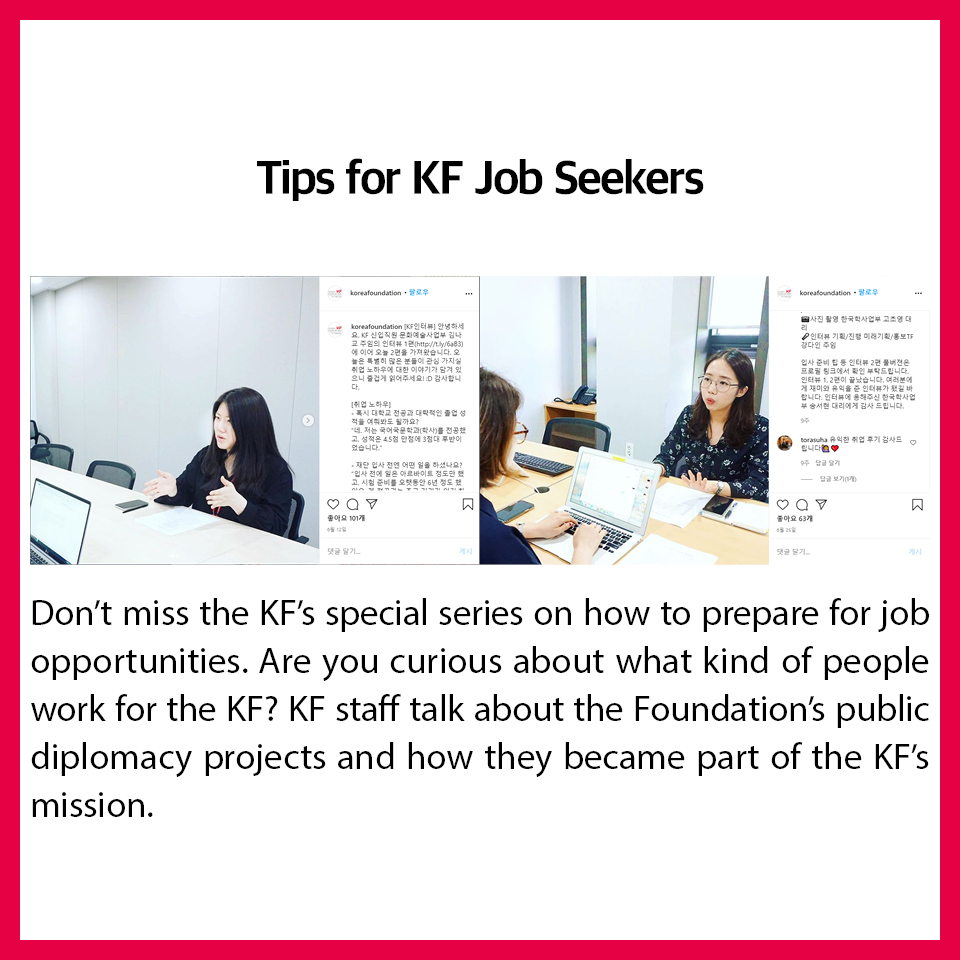 Tips for KF Job Seekers
koreafoundation • 팔로우
koreafoundation [KF인터뷰] 안녕하세
요. KF 신입직원 문화예술사업부 김나
교 주임의 인터뷰 1편(http://t.ly/6a83)
에 이어 오늘 2편을 가져왔습니다. 오
늘은 특별히 많은 분들이 관심 가지실
취업 노하우에 대한 이야기가 담겨 있
으니 즐겁게 읽어주세요! :D 감사합니
다.
[취업 노하우]
- 혹시 대학교 전공과 대략적인 졸업 성
적을 여쭤봐도 될까요?
"네. 저는 국어국문학과(학사)를 전공했
고, 성적은 4.5점 만점에 3점대 후반이
었습니다."
- 재단 입사 전엔 어떤 일을 하셨나요?
"입사 전에 일은 아르바이트 정도만 했
고, 시험 준비를 오랫동안 6년 정도 했
좋아요 101개
6월 12일
댓글 달기...
게시
koreafoundation • 팔로우
사진 촬영 한국학사업부 고초영 대
리
인터뷰 기획/진행 미래기획/홍보TF
강다인 주임
입사 준비 팁 등 인터뷰 2편 풀버전은
프로필 링크에서 확인 부탁드립니다.
인터뷰 1, 2편이 끝났습니다. 여러분에
게 재미와 유익을 준 인터뷰가 됐길 바
랍니다. 인터뷰에 응해주신 한국학사업
부 송서현 대리에게 감사 드립니다.
9주
torasuha 유익한 취업 후기 감사드
립니다🙋❤️
9주 답글 달기
답글 보기(1개)
좋아요 63개
6월 25일
댓글 달기...
게시
Don’t miss the KF’s special series on how to prepare for job
opportunities. Are you curious about what kind of people
work for the KF? KF staff talk about the Foundation’s public
diplomacy projects and how they became part of the KF’s
mission.